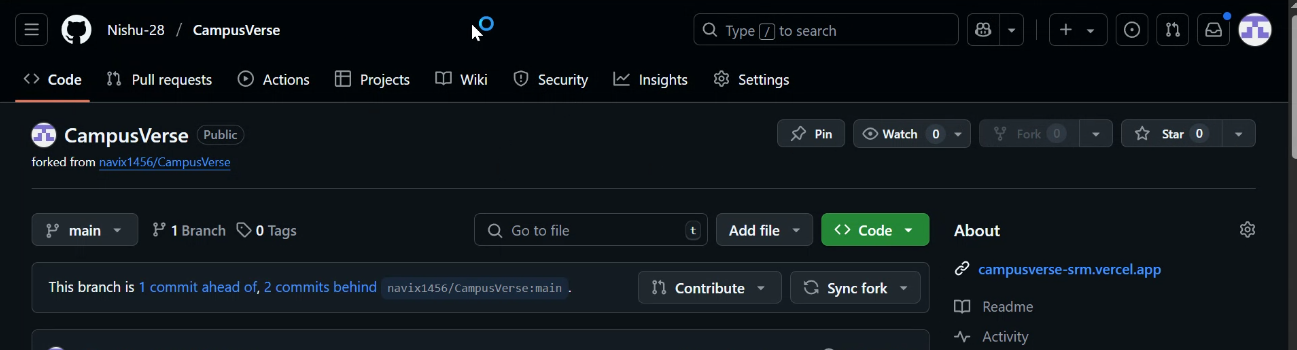 Nishu-28 / CampusVerse
Type / to search
Code Pull requests Actions Projects Wiki Security Insights Settings
CampusVerse Public
Pin Watch 0 Fork 0 Star 0
forked from navix1456/CampusVerse
main 1 Branch 0 Tags
Go to file t
Add file
Code
This branch is 1 commit ahead of, 2 commits behind navix1456/CampusVerse:main .
Contribute Sync fork
About
campusverse-srm.vercel.app
Readme
Activity